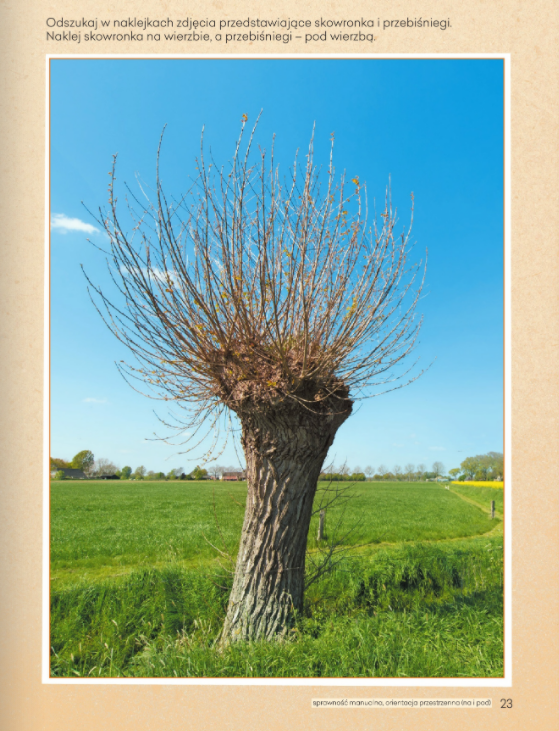 Odszukaj w naklejkach zdjęcia przedstawiające skowronka i przebiśniegi.
Naklej skowronka na wierzbie, a przebiśniegi – pod wierzbą.
sprawność manualna, orientacja przestrzenna (na i pod)
23